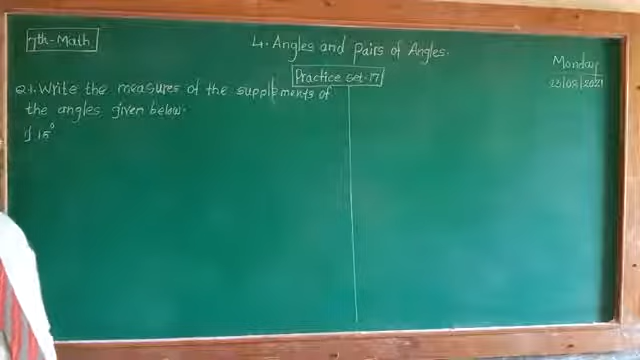 7th-Math
4. Angles and Pairs of Angles.
Monday
23/08/2021
Practice Set-17
Q.1. Write the measures of the supplements of
the angles given below.
1) 15°